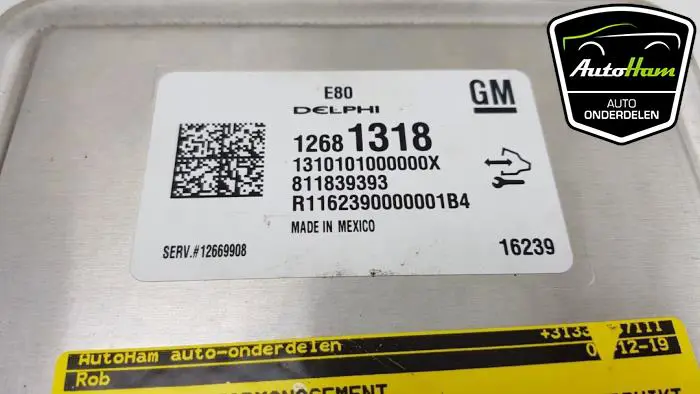 E80
DELPHI
GM
1268 1318
1310101000000X
811839393
R1162390000001B4
MADE IN MEXICO
SERV.#12669908
16239
AutoHam
AUTO
ONDERDELEN
AutoHam auto-onderdelen
Rob
12-19